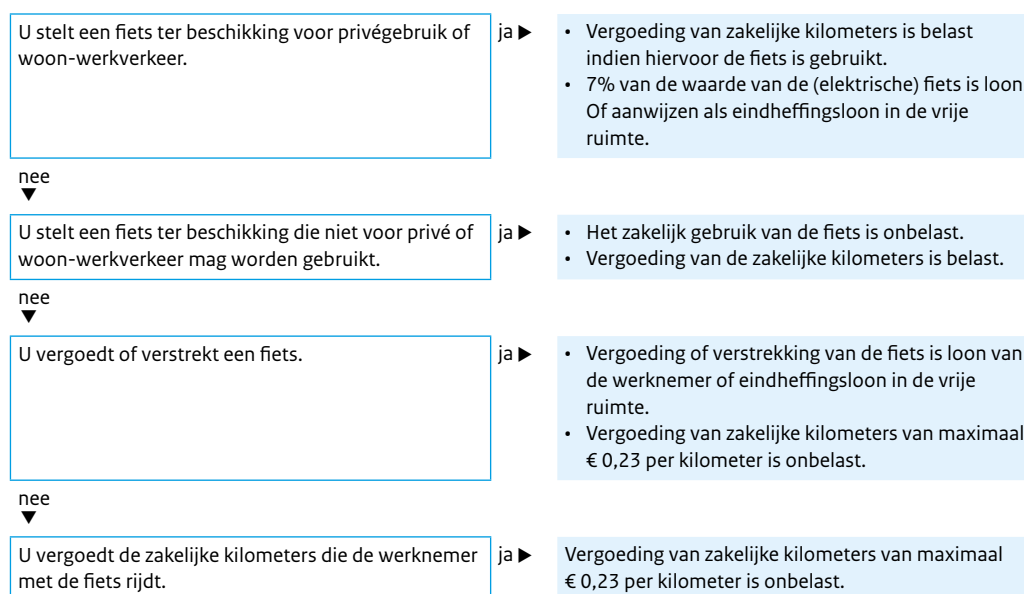 U stelt een fiets ter beschikking voor privégebruik of
woon-werkverkeer.
ja ▶
• Vergoeding van zakelijke kilometers is belast
indien hiervoor de fiets is gebruikt.
• 7% van de waarde van de (elektrische) fiets is loon
Of aanwijzen als eindheffingsloon in de vrije
ruimte.
nee
▼
U stelt een fiets ter beschikking die niet voor privé of
woon-werkverkeer mag worden gebruikt.
ja ▶
• Het zakelijk gebruik van de fiets is onbelast.
• Vergoeding van de zakelijke kilometers is belast.
nee
▼
U vergoedt of verstrekt een fiets.
ja ▶
• Vergoeding of verstrekking van de fiets is loon van
de werknemer of eindheffingsloon in de vrije
ruimte.
• Vergoeding van zakelijke kilometers van maximaal
€ 0,23 per kilometer is onbelast.
nee
▼
U vergoedt de zakelijke kilometers die de werknemer
met de fiets rijdt.
ja ▶
Vergoeding van zakelijke kilometers van maximaal
€ 0,23 per kilometer is onbelast.